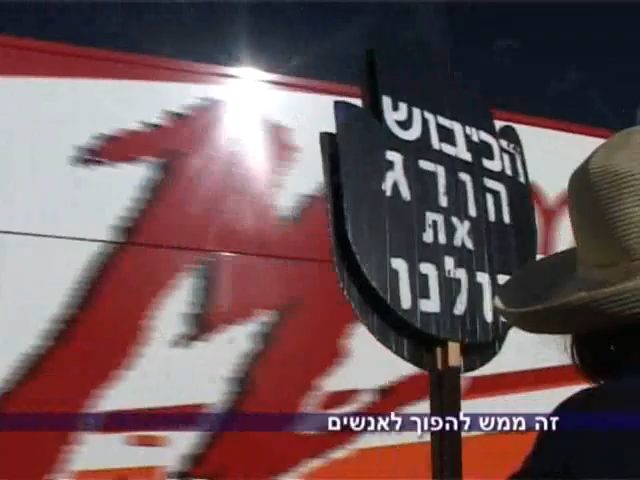 הכיבוש
הורג
את
כולנו
זה ממש להפוך לאנשים